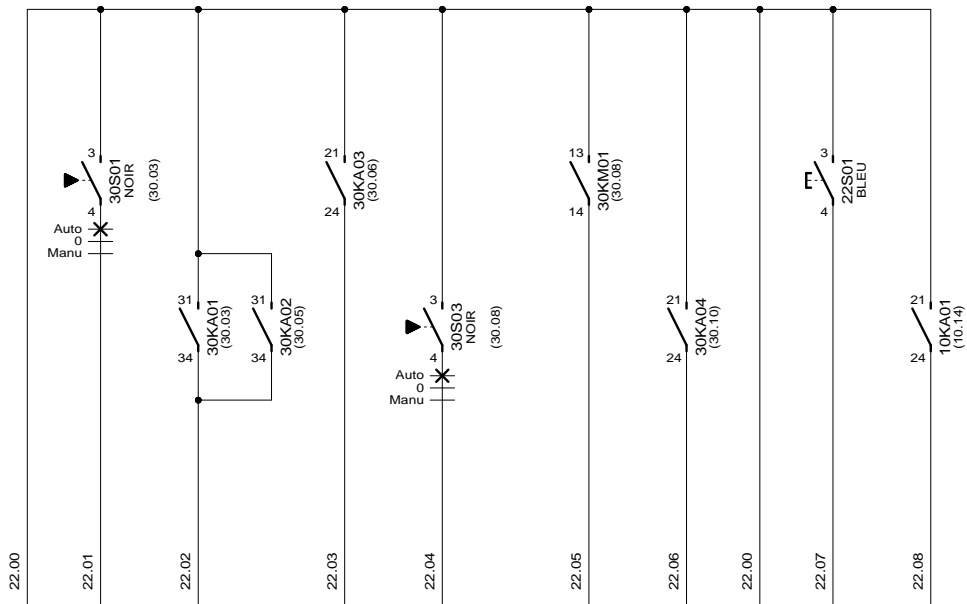 3
30S01
NOIR
(30.03)
4
Auto
0
Manu
31
30KA01
(30.03)
34
31
30KA02
(30.05)
34
21
30KA03
(30.06)
24
3
30S03
NOIR
(30.08)
4
Auto
0
Manu
13
30KM01
(30.08)
14
21
30KA04
(30.10)
24
3
22S01
BLEU
4
21
10KA01
(10.14)
24
22.00
22.01
22.02
22.03
22.04
22.05
22.06
22.00
22.07
22.08